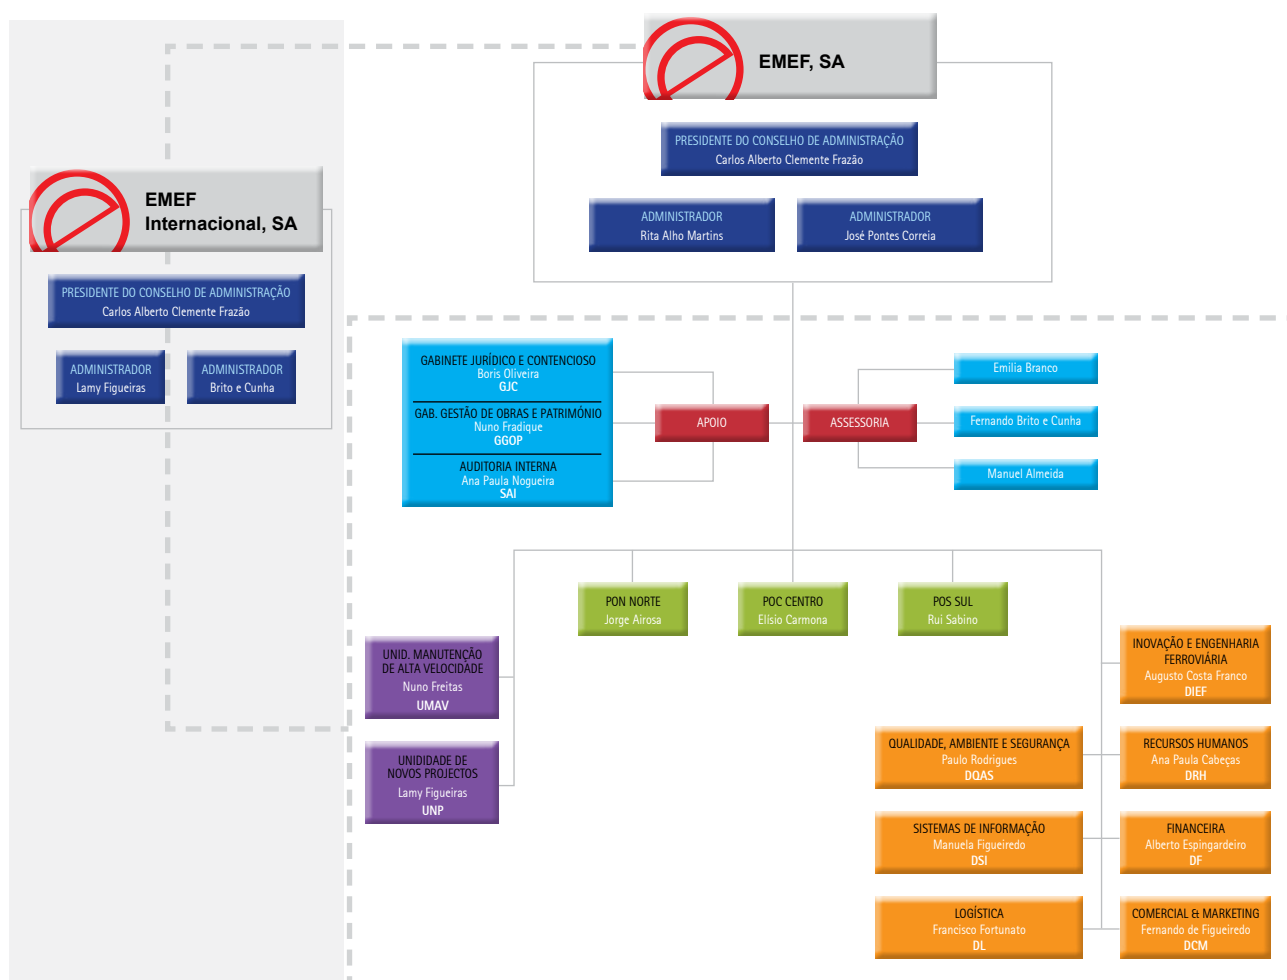 EMEF, SA
PRESIDENTE DO CONSELHO DE ADMINISTRAÇÃO
Carlos Alberto Clemente Frazão
ADMINISTRADOR
Rita Alho Martins
ADMINISTRADOR
José Pontes Correia
EMEF
Internacional, SA
PRESIDENTE DO CONSELHO DE ADMINISTRAÇÃO
Carlos Alberto Clemente Frazão
ADMINISTRADOR
Lamy Figueiras
ADMINISTRADOR
Brito e Cunha
GABINETE JURÍDICO E CONTENCIOSO
Boris Oliveira
GJC
GAB. GESTÃO DE OBRAS E PATRIMÓNIO
Nuno Fradique
GGOP
AUDITORIA INTERNA
Ana Paula Nogueira
SAI
APOIO
ASSESSORIA
Emilia Branco
Fernando Brito e Cunha
Manuel Almeida
PON NORTE
Jorge Airosa
POC CENTRO
Elísio Carmona
POS SUL
Rui Sabino
UNID. MANUTENÇÃO
DE ALTA VELOCIDADE
Nuno Freitas
UMAV
UNIDIDADE DE
NOVOS PROJECTOS
Lamy Figueiras
UNP
INOVAÇÃO E ENGENHARIA
FERROVIÁRIA
Augusto Costa Franco
DIEF
QUALIDADE, AMBIENTE E SEGURANÇA
Paulo Rodrigues
DQAS
RECURSOS HUMANOS
Ana Paula Cabeças
DRH
SISTEMAS DE INFORMAÇÃO
Manuela Figueiredo
DSI
FINANCEIRA
Alberto Espingardeiro
DF
LOGÍSTICA
Francisco Fortunato
DL
COMERCIAL & MARKETING
Fernando de Figueiredo
DCM